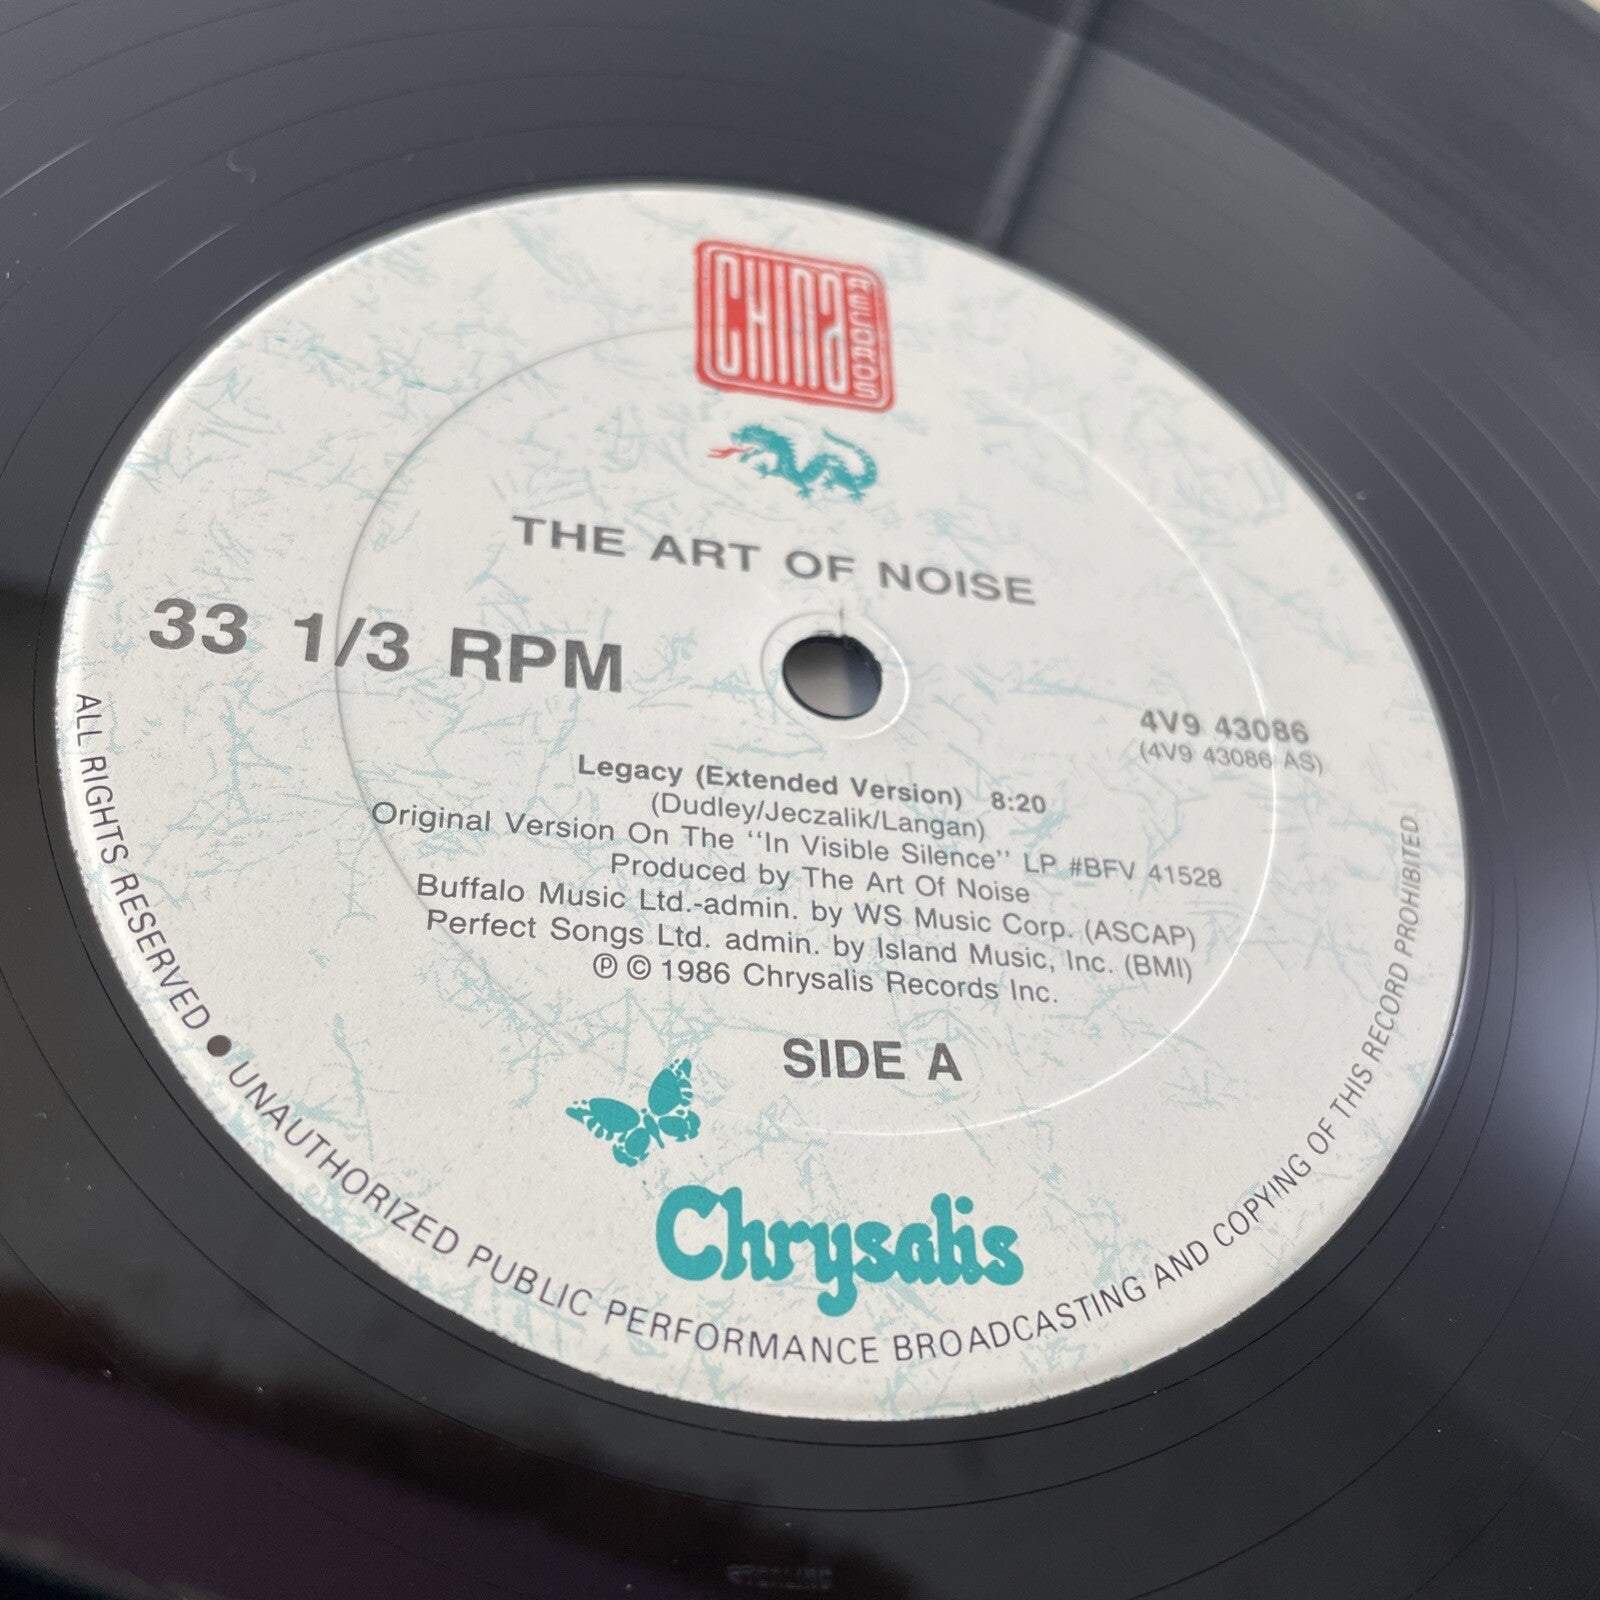 CHINA RECORDS
THE ART OF NOISE
33 1/3 RPM
4V9 43086
(4V9 43086 AS)
Legacy (Extended Version) 8:20
(Dudley/Jeczalik/Langan)
Original Version On The "In Visible Silence" LP #BFV 41528
Produced by The Art Of Noise
Buffalo Music Ltd.-admin. by WS Music Corp. (ASCAP)
Perfect Songs Ltd. admin. by Island Music, Inc. (BMI)
℗ © 1986 Chrysalis Records Inc.
SIDE A
Chrysalis
ALL RIGHTS RESERVED ● UNAUTHORIZED PUBLIC PERFORMANCE BROADCASTING AND COPYING OF THIS RECORD PROHIBITED.
STERLING